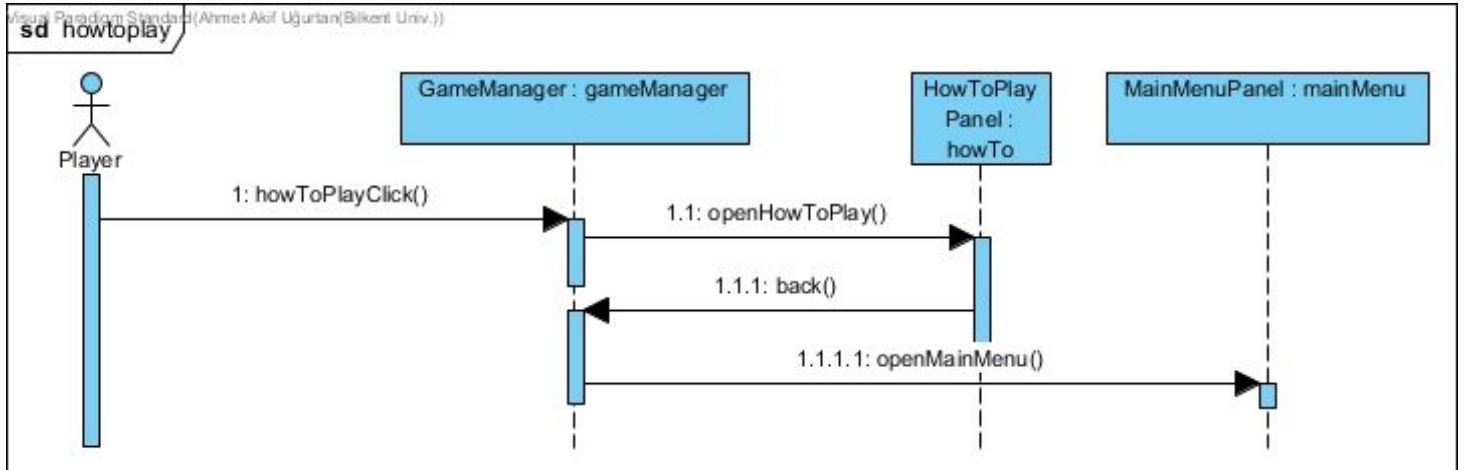 Visual Paradigm Standard(Ahmet Akif Uğurtan(Bilkent Univ.))
sd howtoplay
Player
GameManager : gameManager
HowToPlay
Panel :
howTo
MainMenuPanel : mainMenu
1: howToPlayClick()
1.1: openHowToPlay()
1.1.1: back()
1.1.1.1: openMainMenu()